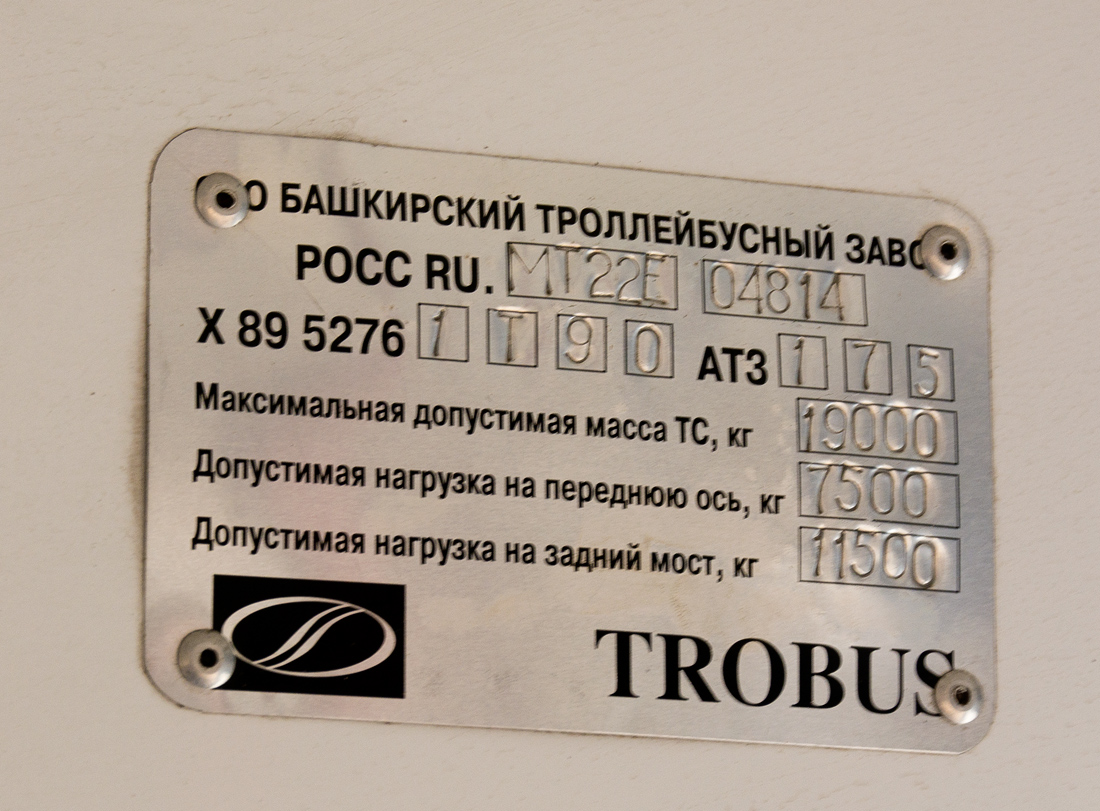 БАШКИРСКИЙ ТРОЛЛЕЙБУСНЫЙ
РОСС RU. МТ22Е 04814
X 89 5276 1 T 9 0 АТЗ 1 7 5
Максимальная допустимая масса ТС, кг 19000
Допустимая нагрузка на переднюю ось, кг 7500
Допустимая нагрузка на задний мост, кг 11500
TROBUS